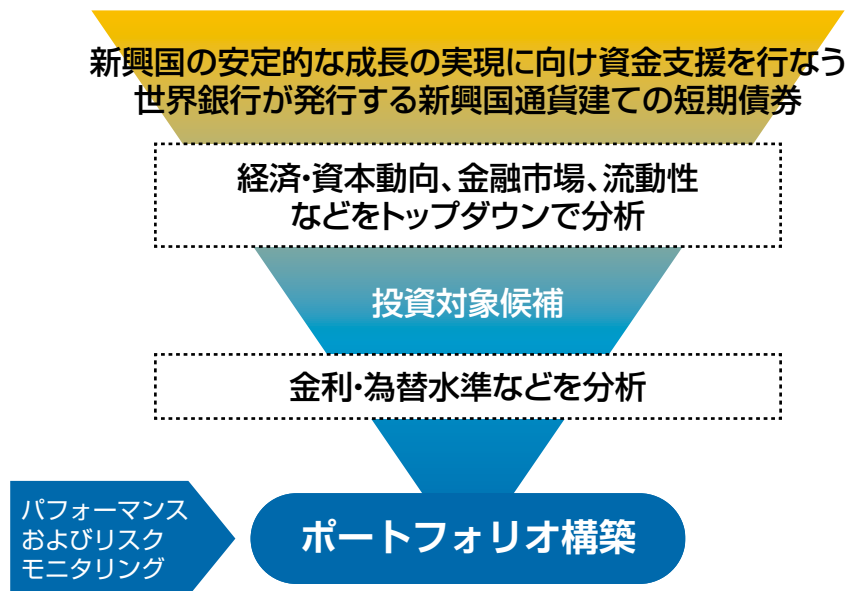 新興国の安定的な成長の実現に向け資金支援を行なう
世界銀行が発行する新興国通貨建ての短期債券
経済・資本動向、金融市場、流動性
などをトップダウンで分析
投資対象候補
金利・為替水準などを分析
パフォーマンス
およびリスク
モニタリング
ポートフォリオ構築